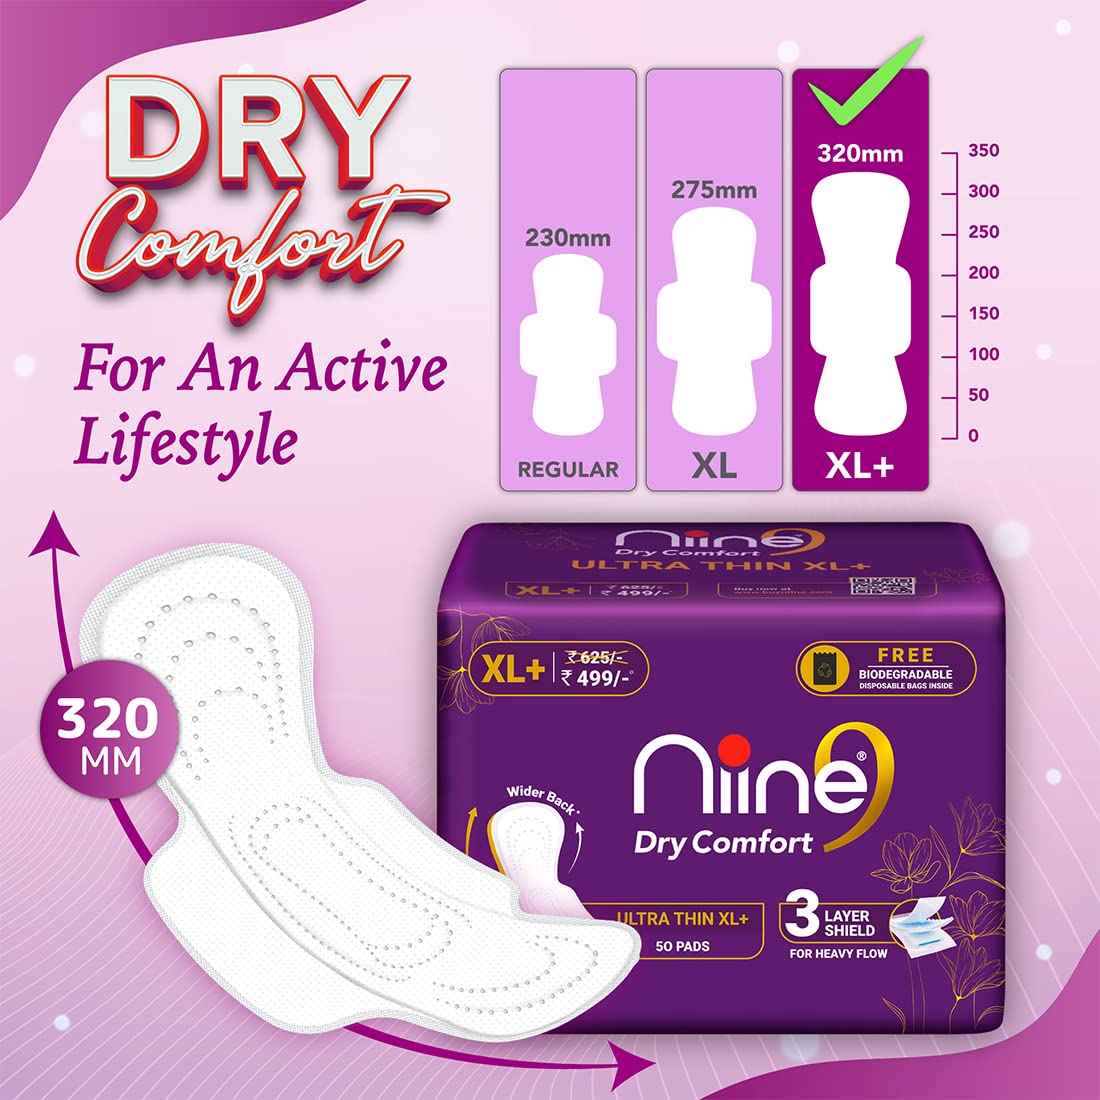 DRY
Comfort
For An Active
Lifestyle
230mm
REGULAR
275mm
XL
320mm
XL+
350
300
250
200
150
100
50
0
320
MM
niine
Dry Comfort
ULTRA THIN XL+
XL+ ₹ 625/-
₹ 499/-
Buy now at
www.buyniine.com
XL+ ₹ 625/-
₹ 499/-*
FREE
BIODEGRADABLE
DISPOSABLE BAGS INSIDE
niine®
Dry Comfort
Wider Back*
ULTRA THIN XL+
50 PADS
3 LAYER
SHIELD
FOR HEAVY FLOW